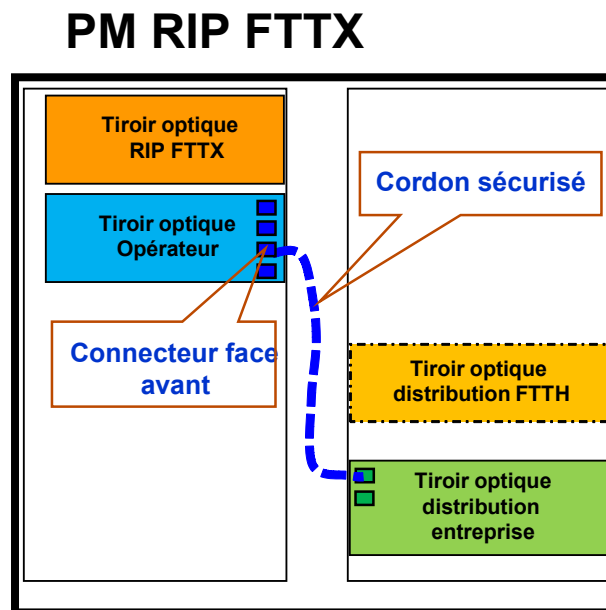 PM RIP FTTX
Tiroir optique
RIP FTTX
Cordon sécurisé
Tiroir optique
Opérateur
Connecteur face
avant
Tiroir optique
distribution FTTH
Tiroir optique
distribution
entreprise